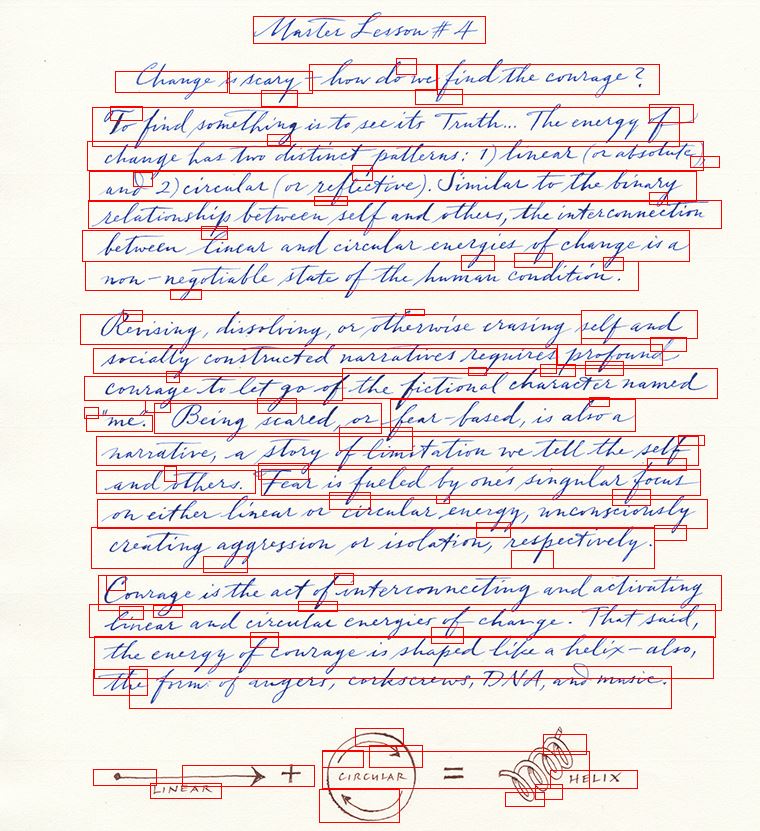 Master Lesson # 4
Change is scary – how do we find the courage?
To find something is to see its Truth... The energy of
change has two distinct patterns: 1) linear (or absolute),
and 2) circular (or reflective). Similar to the binary
relationship between self and others, the interconnection
between linear and circular energies of change is a
non-negotiable state of the human condition.
Revising, dissolving, or otherwise erasing self and
socially constructed narratives requires profound
courage to let go of the fictional character named
"me." Being scared, or fear-based, is also a
narrative, a story of limitation we tell the self
and others. Fear is fueled by one's singular focus
on either linear or circular energy, unconsciously
creating aggression or isolation, respectively.
Courage is the act of interconnecting and activating
linear and circular energies of change. That said,
the energy of courage is shaped like a helix – also,
the form of augers, corkscrews, DNA, and music.
LINEAR + CIRCULAR = HELIX